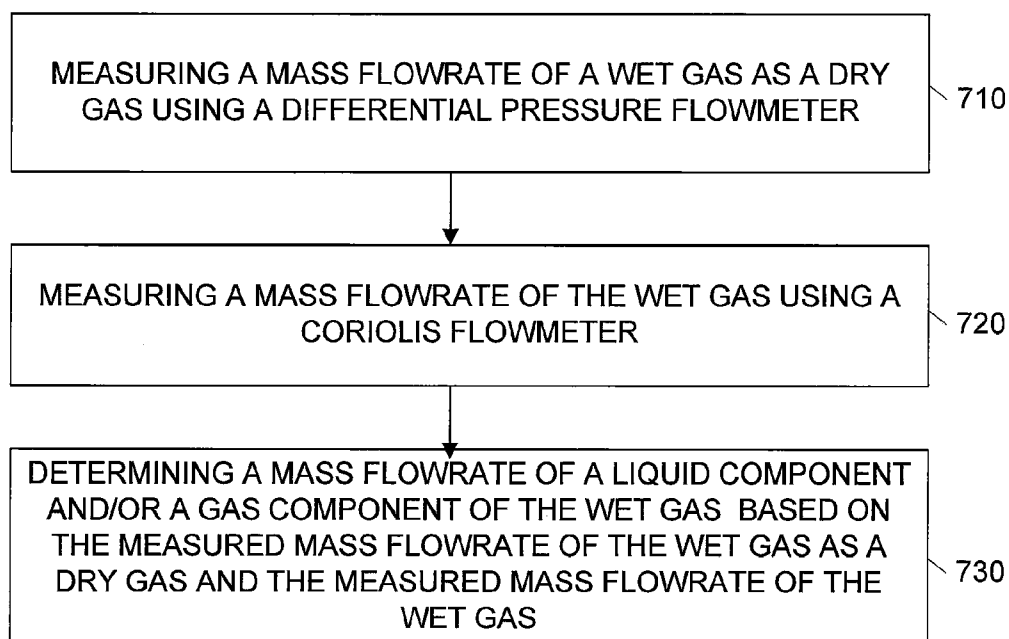 MEASURING A MASS FLOWRATE OF A WET GAS AS A DRY
GAS USING A DIFFERENTIAL PRESSURE FLOWMETER
710
MEASURING A MASS FLOWRATE OF THE WET GAS USING A
CORIOLIS FLOWMETER
720
DETERMINING A MASS FLOWRATE OF A LIQUID COMPONENT
AND/OR A GAS COMPONENT OF THE WET GAS BASED ON
THE MEASURED MASS FLOWRATE OF THE WET GAS AS A
DRY GAS AND THE MEASURED MASS FLOWRATE OF THE
WET GAS
730